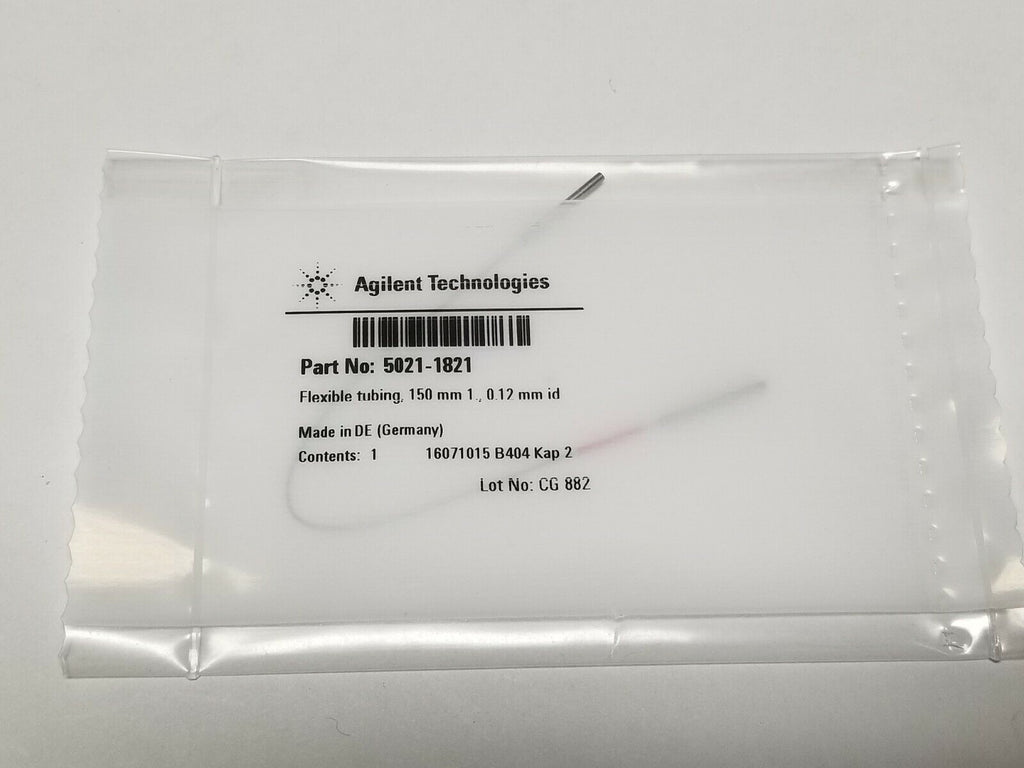 Agilent Technologies
Part No: 5021-1821
Flexible tubing, 150 mm 1., 0.12 mm id
Made in DE (Germany)
Contents: 1 16071015 B404 Kap 2
Lot No: CG 882